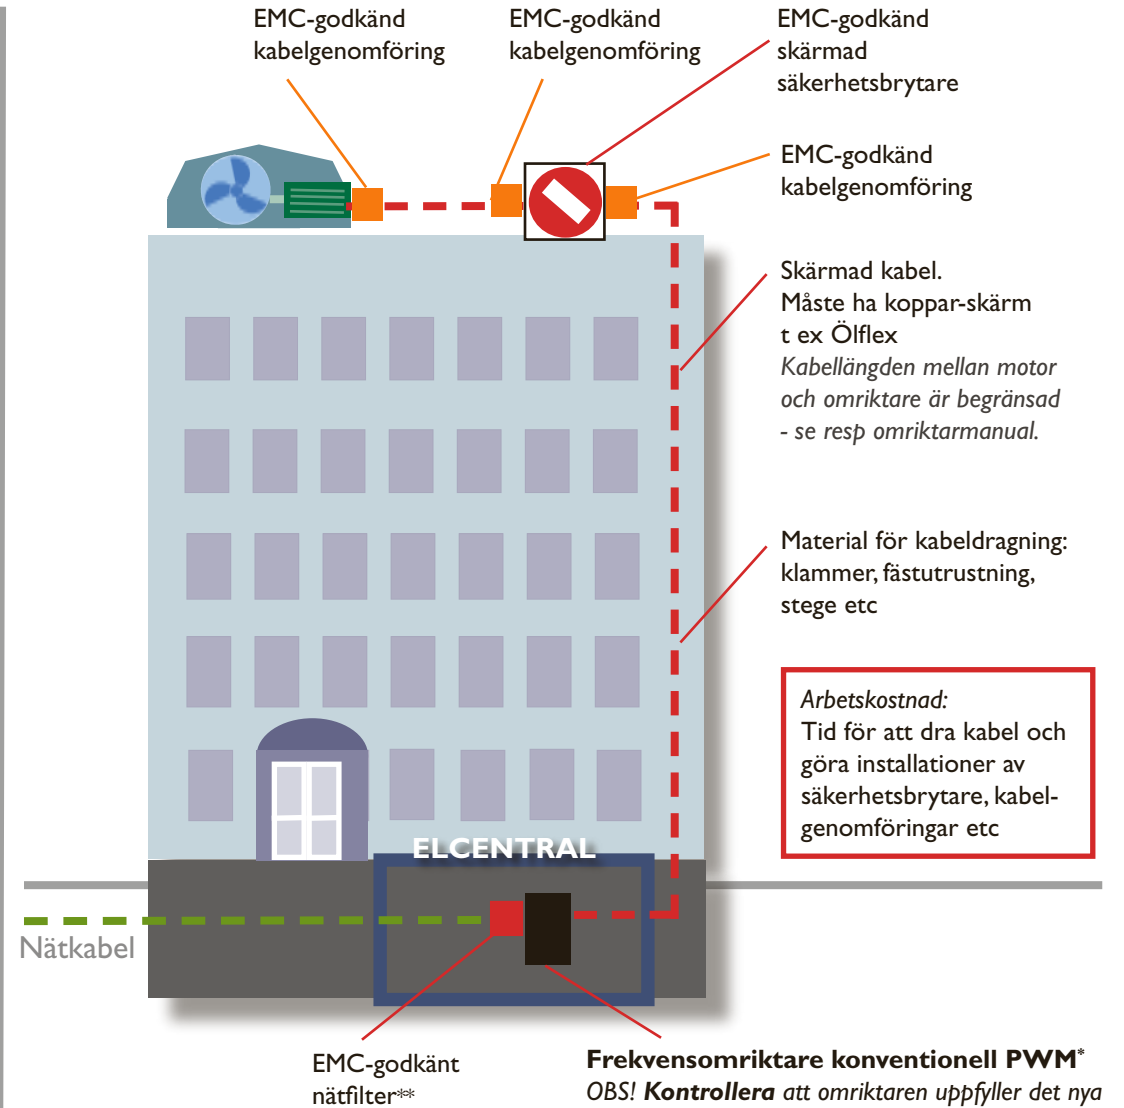 EMC-godkänd
kabelgenomföring
EMC-godkänd
kabelgenomföring
EMC-godkänd
skärmad
säkerhetsbrytare
EMC-godkänd
kabelgenomföring
Skärmad kabel.
Måste ha koppar-skärm
t ex Ölflex
Kabellängden mellan motor
och omriktare är begränsad
- se resp omriktarmanual.
Material för kabeldragning:
klammer, fästutrustning,
stege etc
Arbetskostnad:
Tid för att dra kabel och
göra installationer av
säkerhetsbrytare, kabel-
genomföringar etc
ELCENTRAL
Nätkabel
EMC-godkänt
nätfilter**
Frekvensomriktare konventionell PWM*
OBS! Kontrollera att omriktaren uppfyller det nya